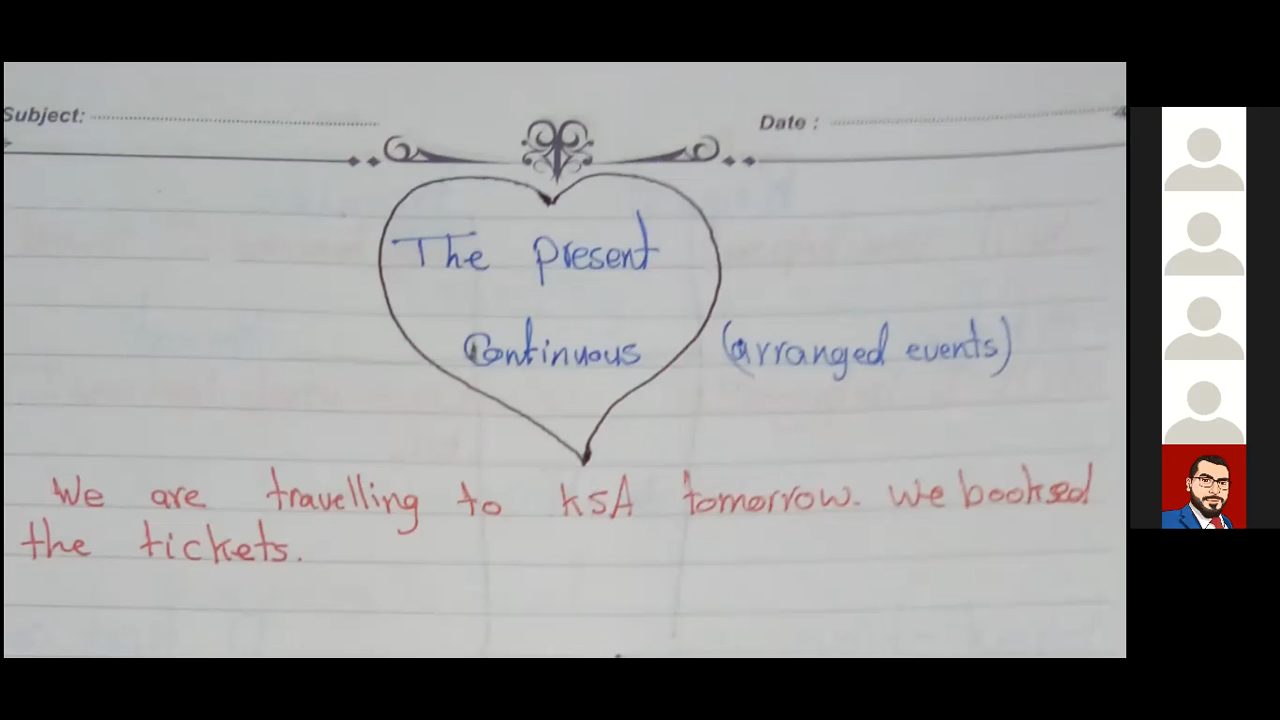 Subject:
Date :
The present
Continuous (arranged events)
We are travelling to KSA tomorrow. We booked
the tickets.